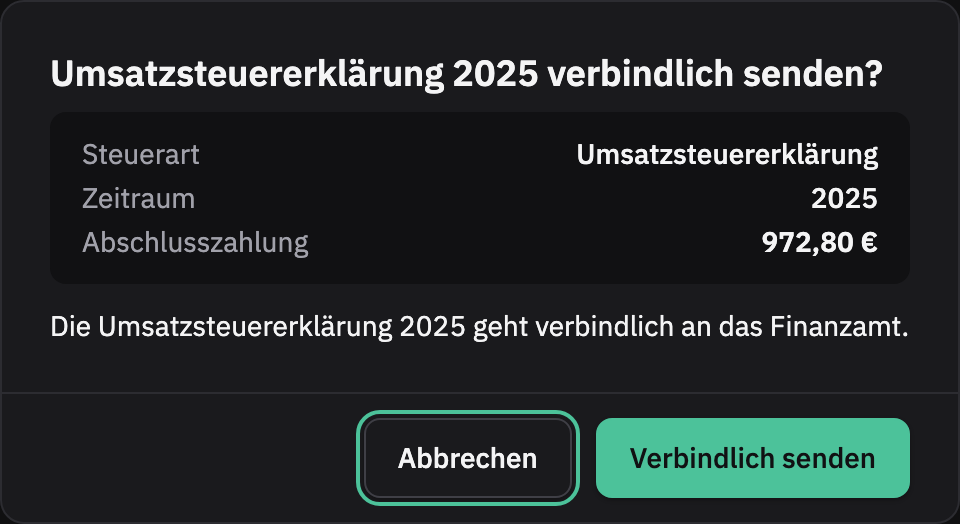 Umsatzsteuererklärung 2025 verbindlich senden?
Steuerart Umsatzsteuererklärung
Zeitraum 2025
Abschlusszahlung 972,80 €
Die Umsatzsteuererklärung 2025 geht verbindlich an das Finanzamt.
Abbrechen Verbindlich senden